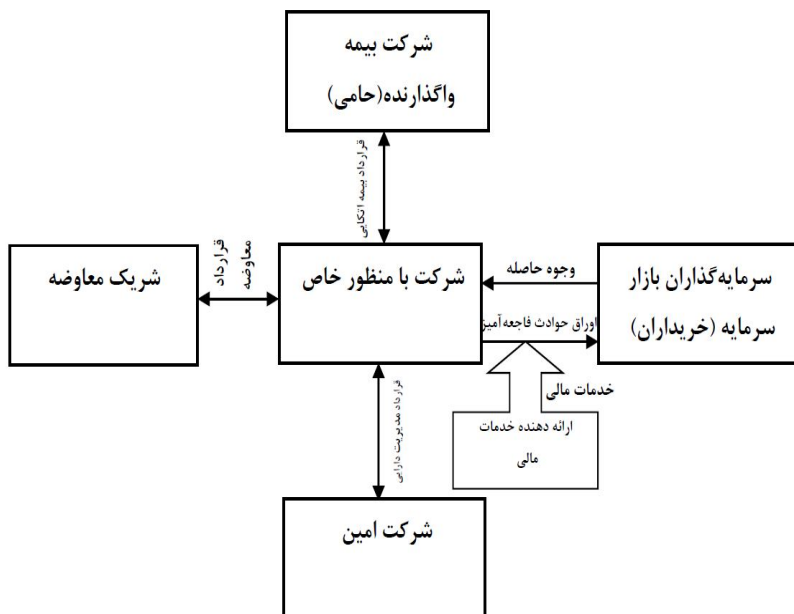 شرکت بیمه
واگذارنده(حامی)
قرارداد بیمه اتکایی
شریک معاوضه
قرارداد
معاوضه
شرکت با منظور خاص
وجوه حاصله
اوراق حوادث فاجعه‌آمیز
سرمایه‌گذاران بازار
سرمایه (خریداران)
خدمات مالی
ارائه دهنده خدمات
مالی
قرارداد مدیریت دارایی
شرکت امین